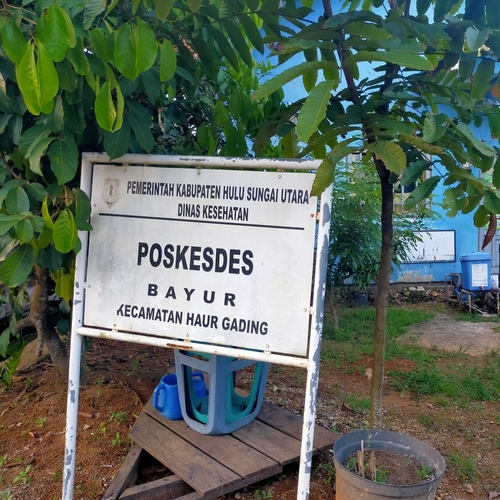 PEMERINTAH KABUPATEN HULU SUNGAI UTARA
DINAS KESEHATAN
POSKESDES
BAYUR
KECAMATAN HAUR GADING